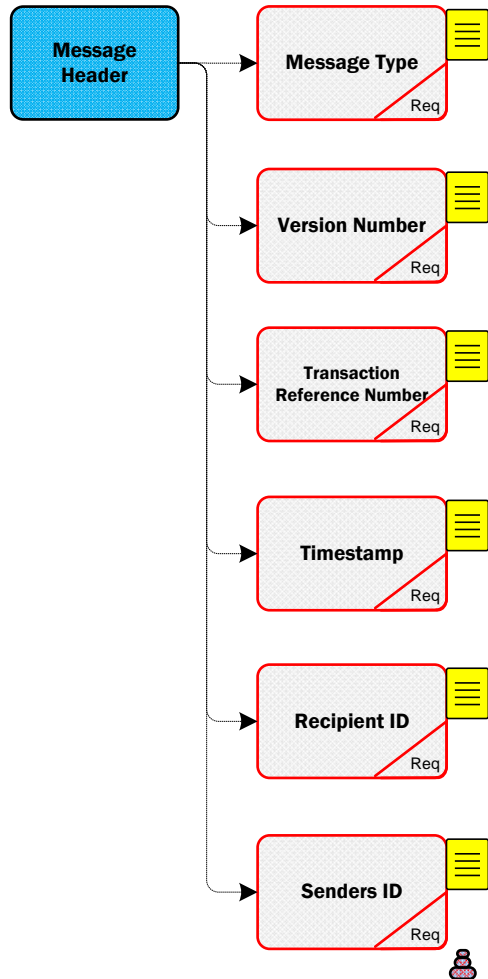 Message
Header
Message Type
Req
Version Number
Req
Transaction
Reference Number
Req
Timestamp
Req
Recipient ID
Req
Senders ID
Req